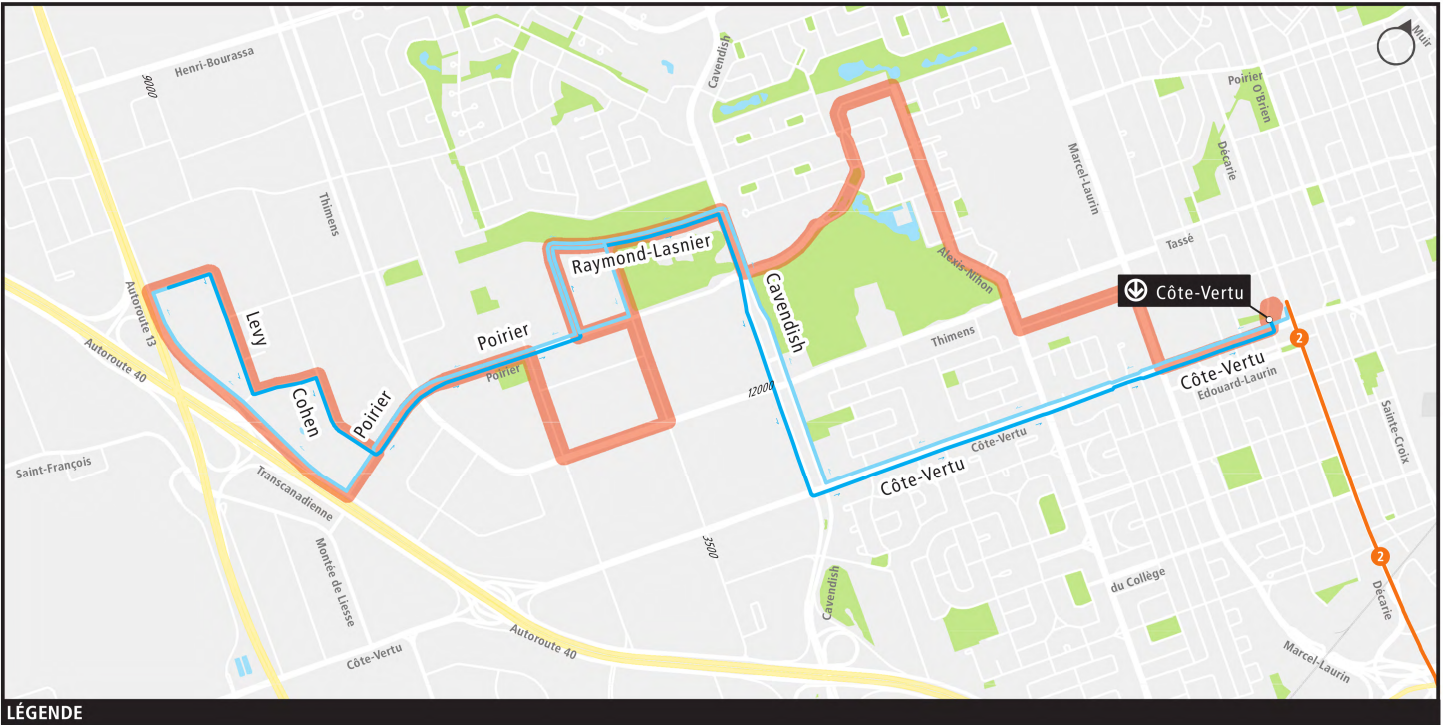 Muir
Henri-Bourassa
Cavendish
9000
Poirier
O'Brien
Décarie
Marcel-Laurin
Thimens
Tassé
Raymond-Lasnier
Alexis-Nihon
Côte-Vertu
Autoroute 13
Levy
Cavendish
Poirier
Thimens
2
Autoroute 40
Poirier
Côte-Vertu
Edouard-Laurin
Cohen
Poirier
12000
Sainte-Croix
Côte-Vertu
Côte-Vertu
Saint-François
Transcanadienne
3500
2
Montée de Liesse
Cavendish
du Collège
Décarie
Autoroute 40
Côte-Vertu
Marcel-Laurin
LÉGENDE